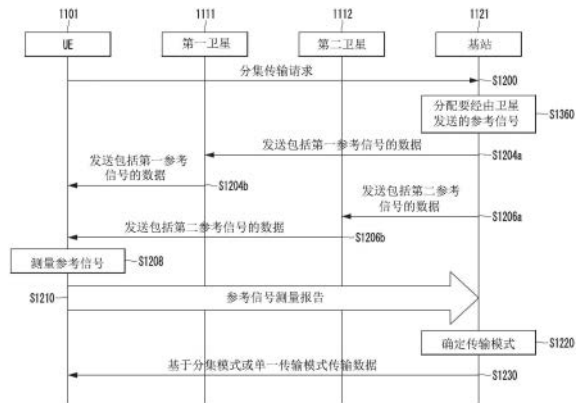 1101
1111
1112
1121
UE
第一卫星
第二卫星
基站
分集传输请求
S1200
分配要经由卫星
发送的参考信号
S1360
发送包括第一参考信号的数据
S1204a
发送包括第一参考
信号的数据
S1204b
发送包括第二参考
信号的数据
S1206a
发送包括第二参考信号的数据
S1206b
测量参考信号
S1208
S1210
参考信号测量报告
确定传输模式
S1220
基于分集模式或单一传输模式传输数据
S1230